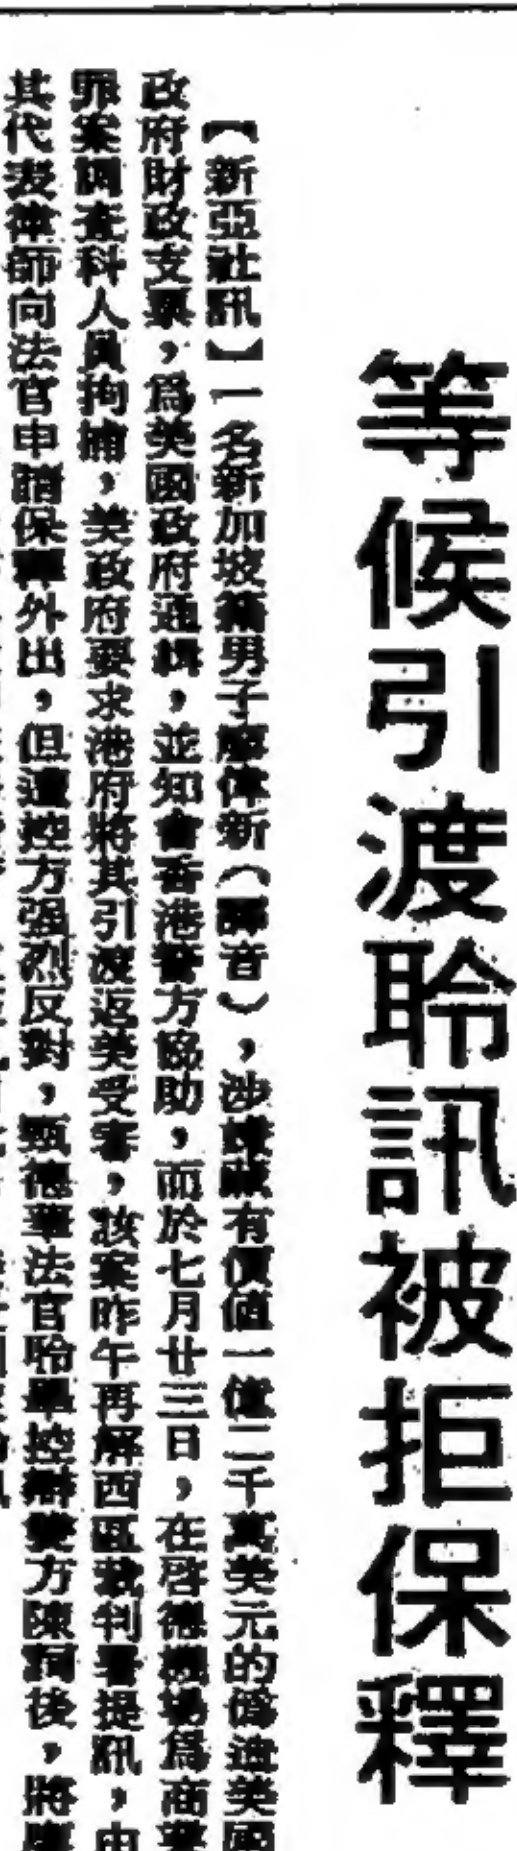 等候引渡聆訊被拒保釋
【新亞社訊】一名新加坡籍男子廖偉新(譯音),涉嫌藏有價值一億二千萬美元的偽造美國
政府財政支票,爲美國政府通緝,並知會香港警方協助,而於七月廿三日,在啓德機場爲商業
罪案調查科人員拘捕,美政府要求港府將其引渡返美受審,該案昨午再解西區裁判署提訊,由
其代表律師向法官申請保釋外出,但遭控方强烈反對,甄德華法官聆畢控辯雙方陳詞後,將